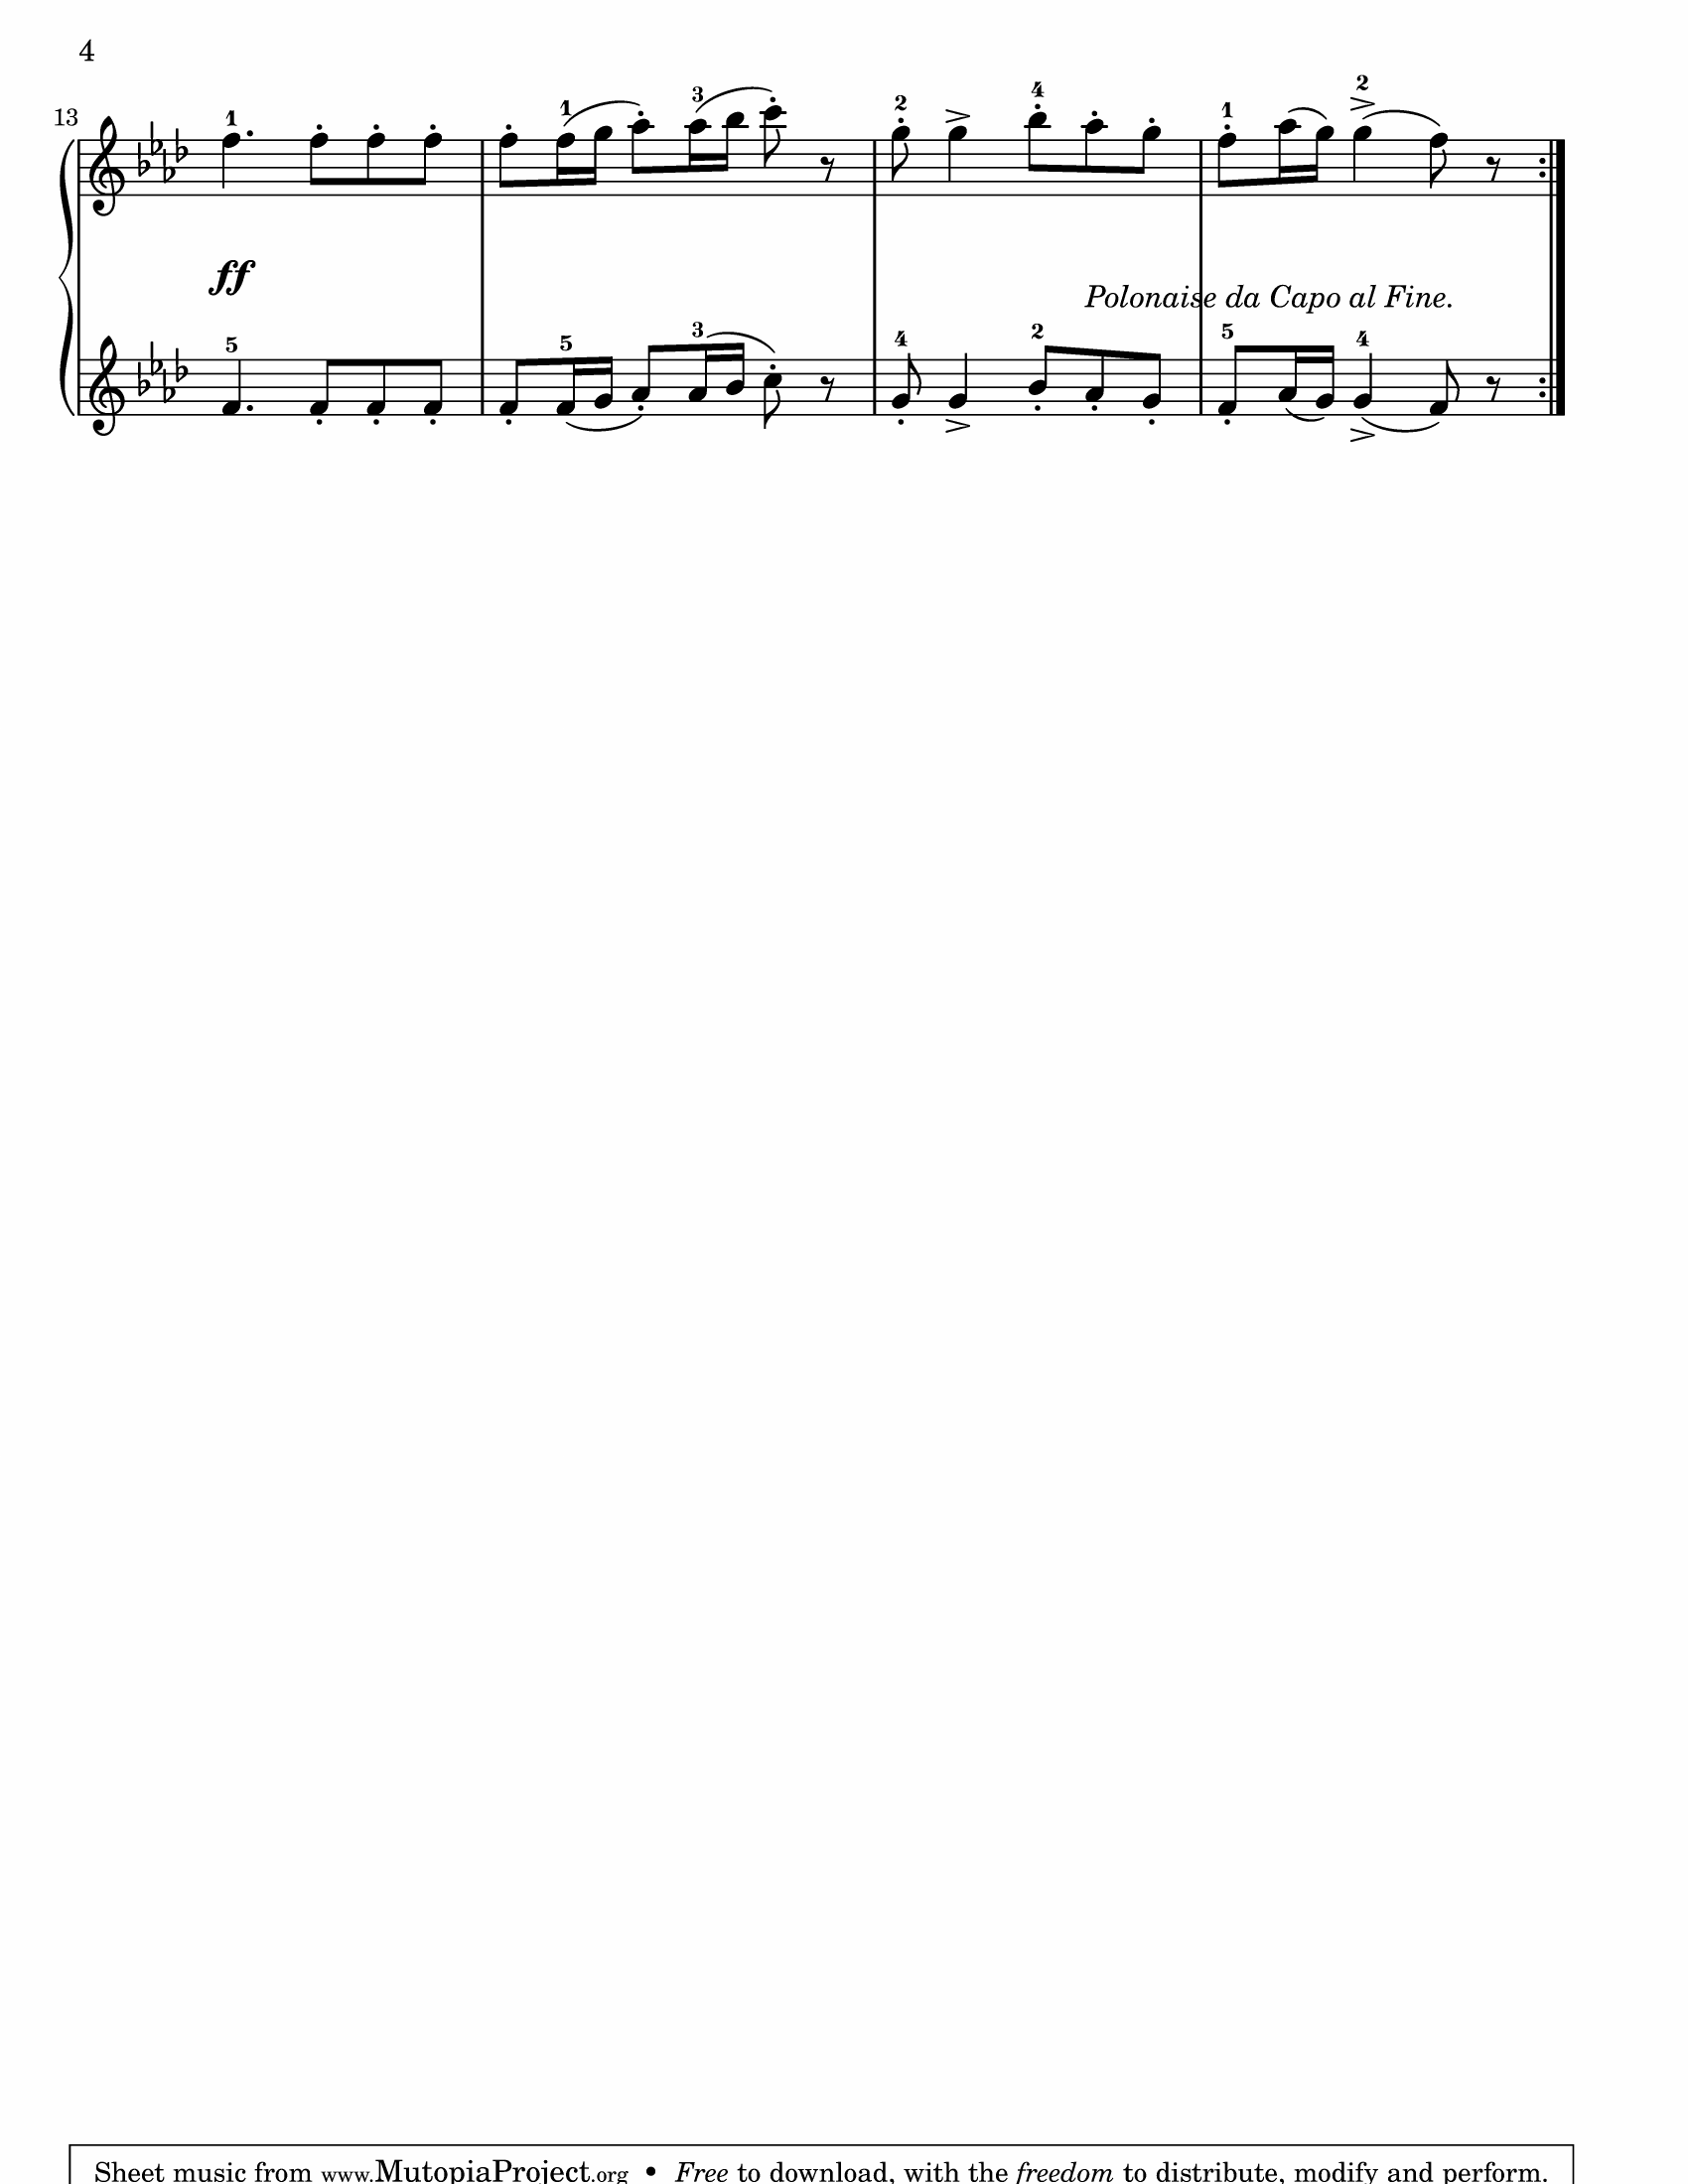 4
13
1 1 3 2 4 1 2
ff
Polonaise da Capo al Fine.
5 5 3 4 2 5 4
Sheet music from www.MutopiaProject.org • Free to download, with the freedom to distribute, modify and perform.